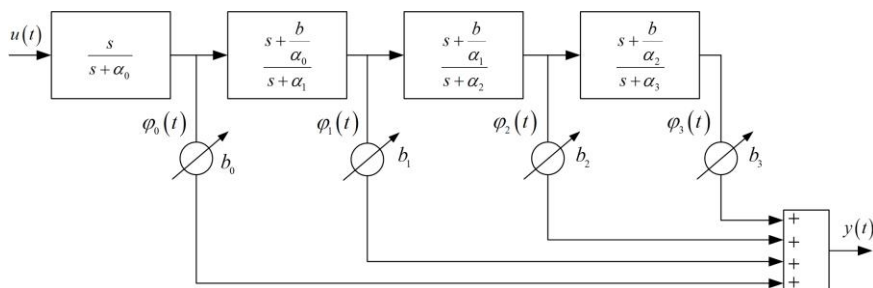 u(t)
s
s + α₀
s + b
α₀
s + α₁
s + b
α₁
s + α₂
s + b
α₂
s + α₃
φ₀(t)
φ₁(t)
φ₂(t)
φ₃(t)
b₀
b₁
b₂
b₃
+
+
+
+
y(t)